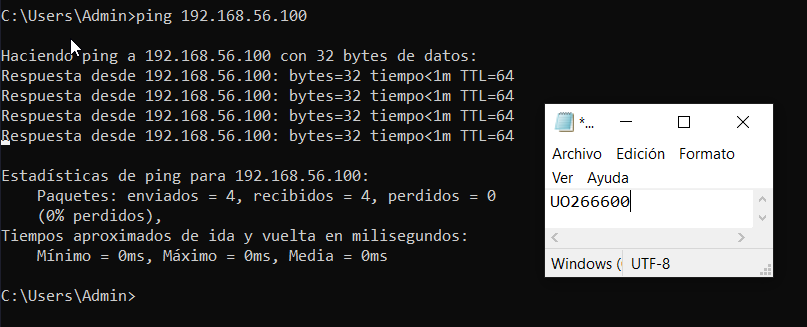 C:\Users\Admin>ping 192.168.56.100
Haciendo ping a 192.168.56.100 con 32 bytes de datos:
Respuesta desde 192.168.56.100: bytes=32 tiempo<1m TTL=64
Respuesta desde 192.168.56.100: bytes=32 tiempo<1m TTL=64
Respuesta desde 192.168.56.100: bytes=32 tiempo<1m TTL=64
Respuesta desde 192.168.56.100: bytes=32 tiempo<1m TTL=64
Estadísticas de ping para 192.168.56.100:
    Paquetes: enviados = 4, recibidos = 4, perdidos = 0
    (0% perdidos),
Tiempos aproximados de ida y vuelta en milisegundos:
    Mínimo = 0ms, Máximo = 0ms, Media = 0ms
C:\Users\Admin>
*...
Archivo Edición Formato
Ver Ayuda
UO266600
Windows ( UTF-8